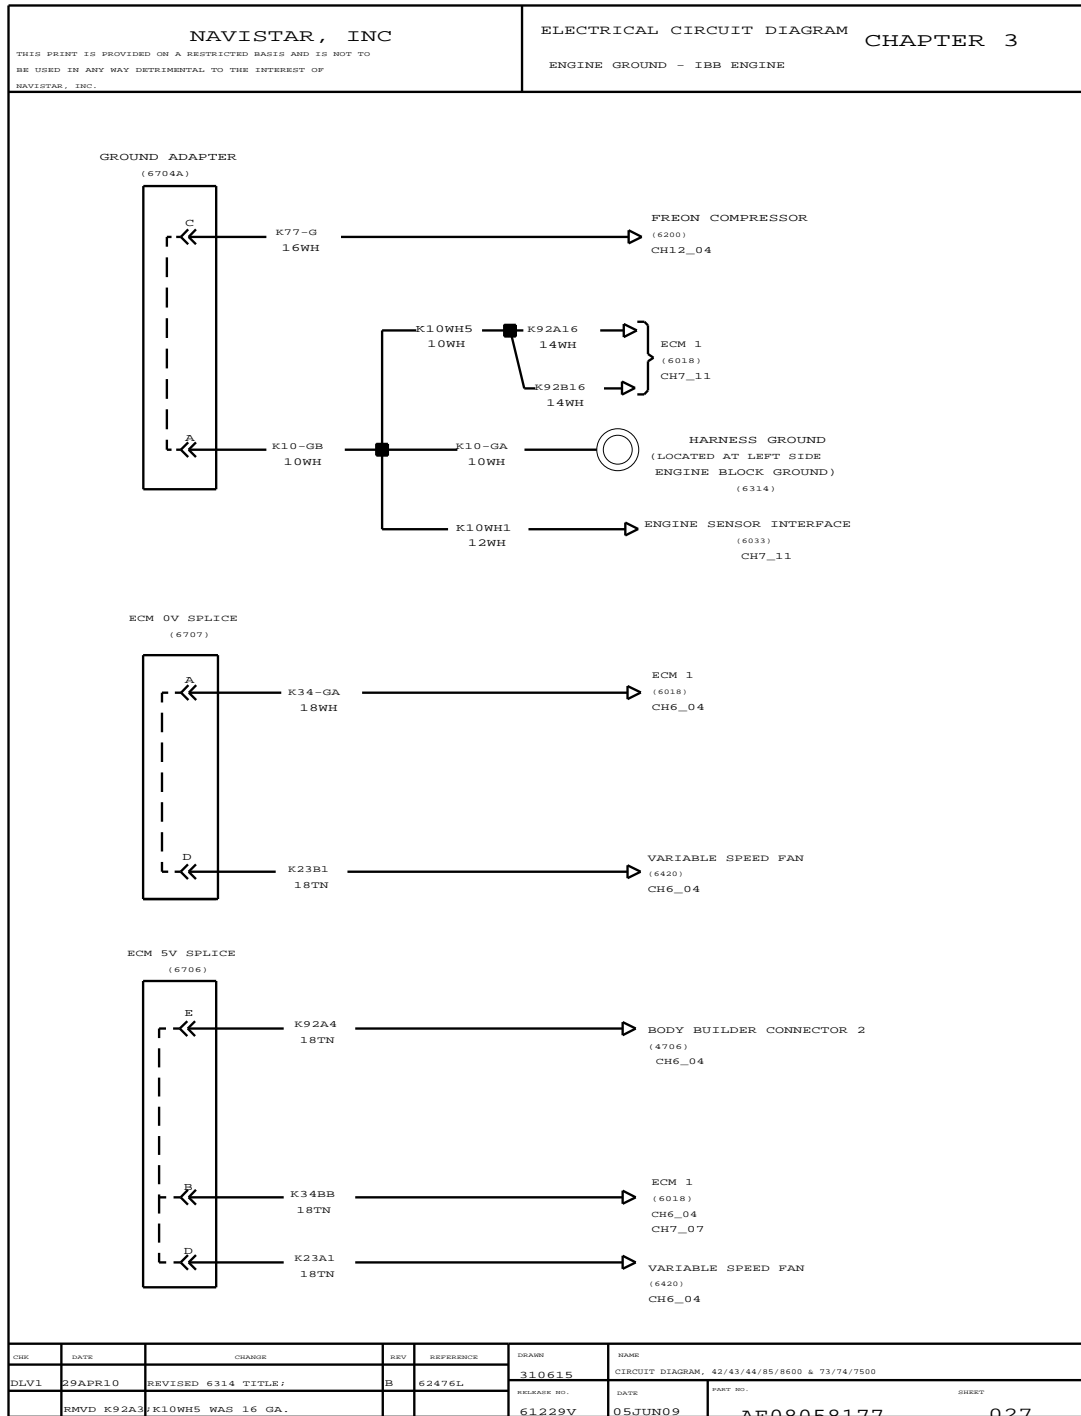 NAVISTAR, INC
THIS PRINT IS PROVIDED ON A RESTRICTED BASIS AND IS NOT TO
BE USED IN ANY WAY DETRIMENTAL TO THE INTEREST OF
NAVISTAR, INC.
ELECTRICAL CIRCUIT DIAGRAM
CHAPTER 3
ENGINE GROUND - IBB ENGINE
GROUND ADAPTER
(6704A)
C
K77-G
16WH
FREON COMPRESSOR
(6200)
CH12_04
K10WH5
10WH
K92A16
14WH
K92B16
14WH
ECM 1
(6018)
CH7_11
A
K10-GB
10WH
K10-GA
10WH
HARNESS GROUND
(LOCATED AT LEFT SIDE
ENGINE BLOCK GROUND)
(6314)
K10WH1
12WH
ENGINE SENSOR INTERFACE
(6033)
CH7_11
ECM 0V SPLICE
(6707)
A
K34-GA
18WH
ECM 1
(6018)
CH6_04
D
K23B1
18TN
VARIABLE SPEED FAN
(6420)
CH6_04
ECM 5V SPLICE
(6706)
E
K92A4
18TN
BODY BUILDER CONNECTOR 2
(4706)
CH6_04
B
K34BB
18TN
ECM 1
(6018)
CH6_04
CH7_07
D
K23A1
18TN
VARIABLE SPEED FAN
(6420)
CH6_04
CHK DATE CHANGE REV REFERENCE
DLV1 29APR10 REVISED 6314 TITLE; B 62476L
RMVD K92A3;K10WH5 WAS 16 GA.
DRAWN
310615
NAME
CIRCUIT DIAGRAM, 42/43/44/85/8600 & 73/74/7500
RELEASE NO.
61229V
DATE
05JUN09
PART NO.
AE08058177
SHEET
027